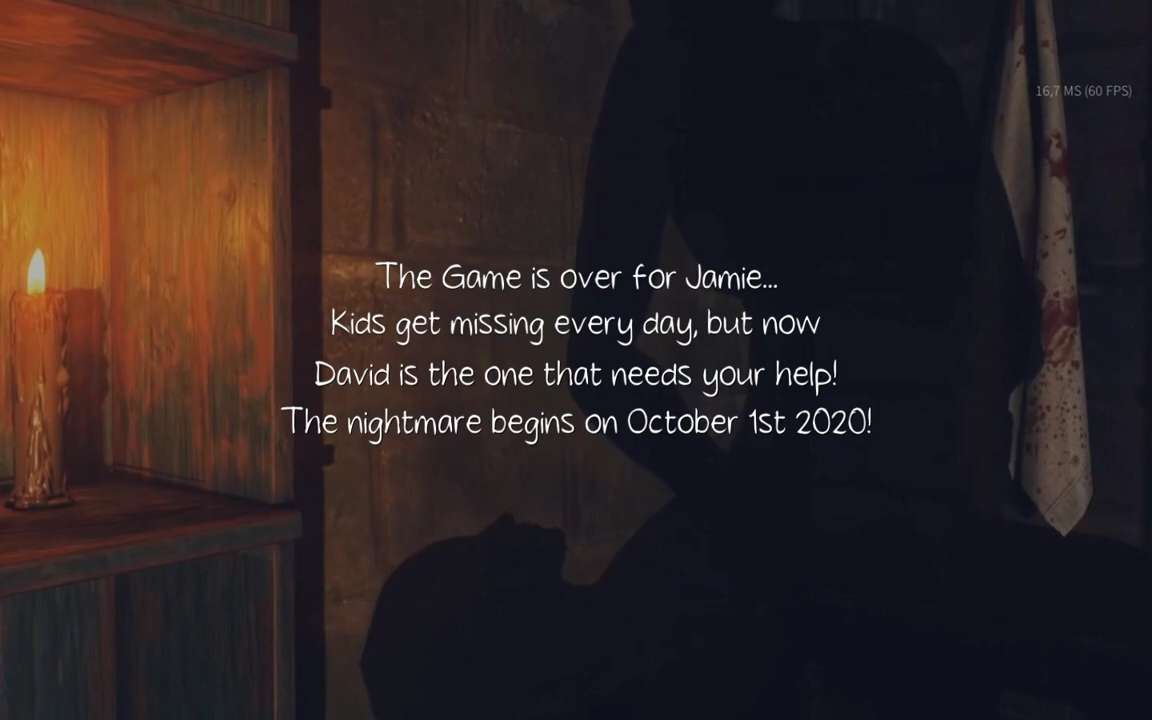 16,7 MS (60 FPS)
The Game is over for Jamie...
Kids get missing every day, but now
David is the one that needs your help!
The nightmare begins on October 1st 2020!